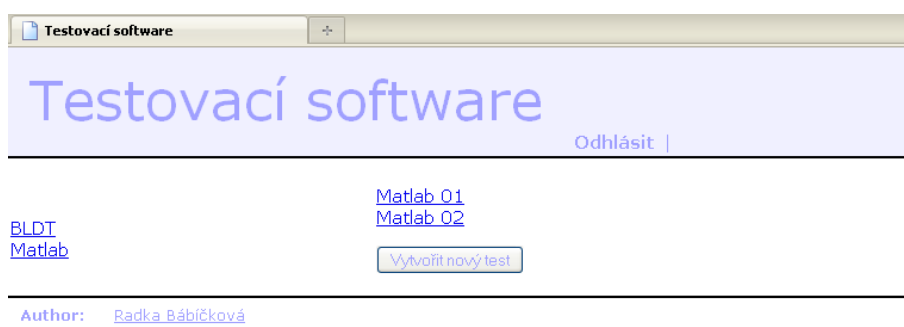 Testovací software
Testovací software
Odhlásit |
BLDT
Matlab
Matlab 01
Matlab 02
Vytvořit nový test
Author: Radka Bábíčková